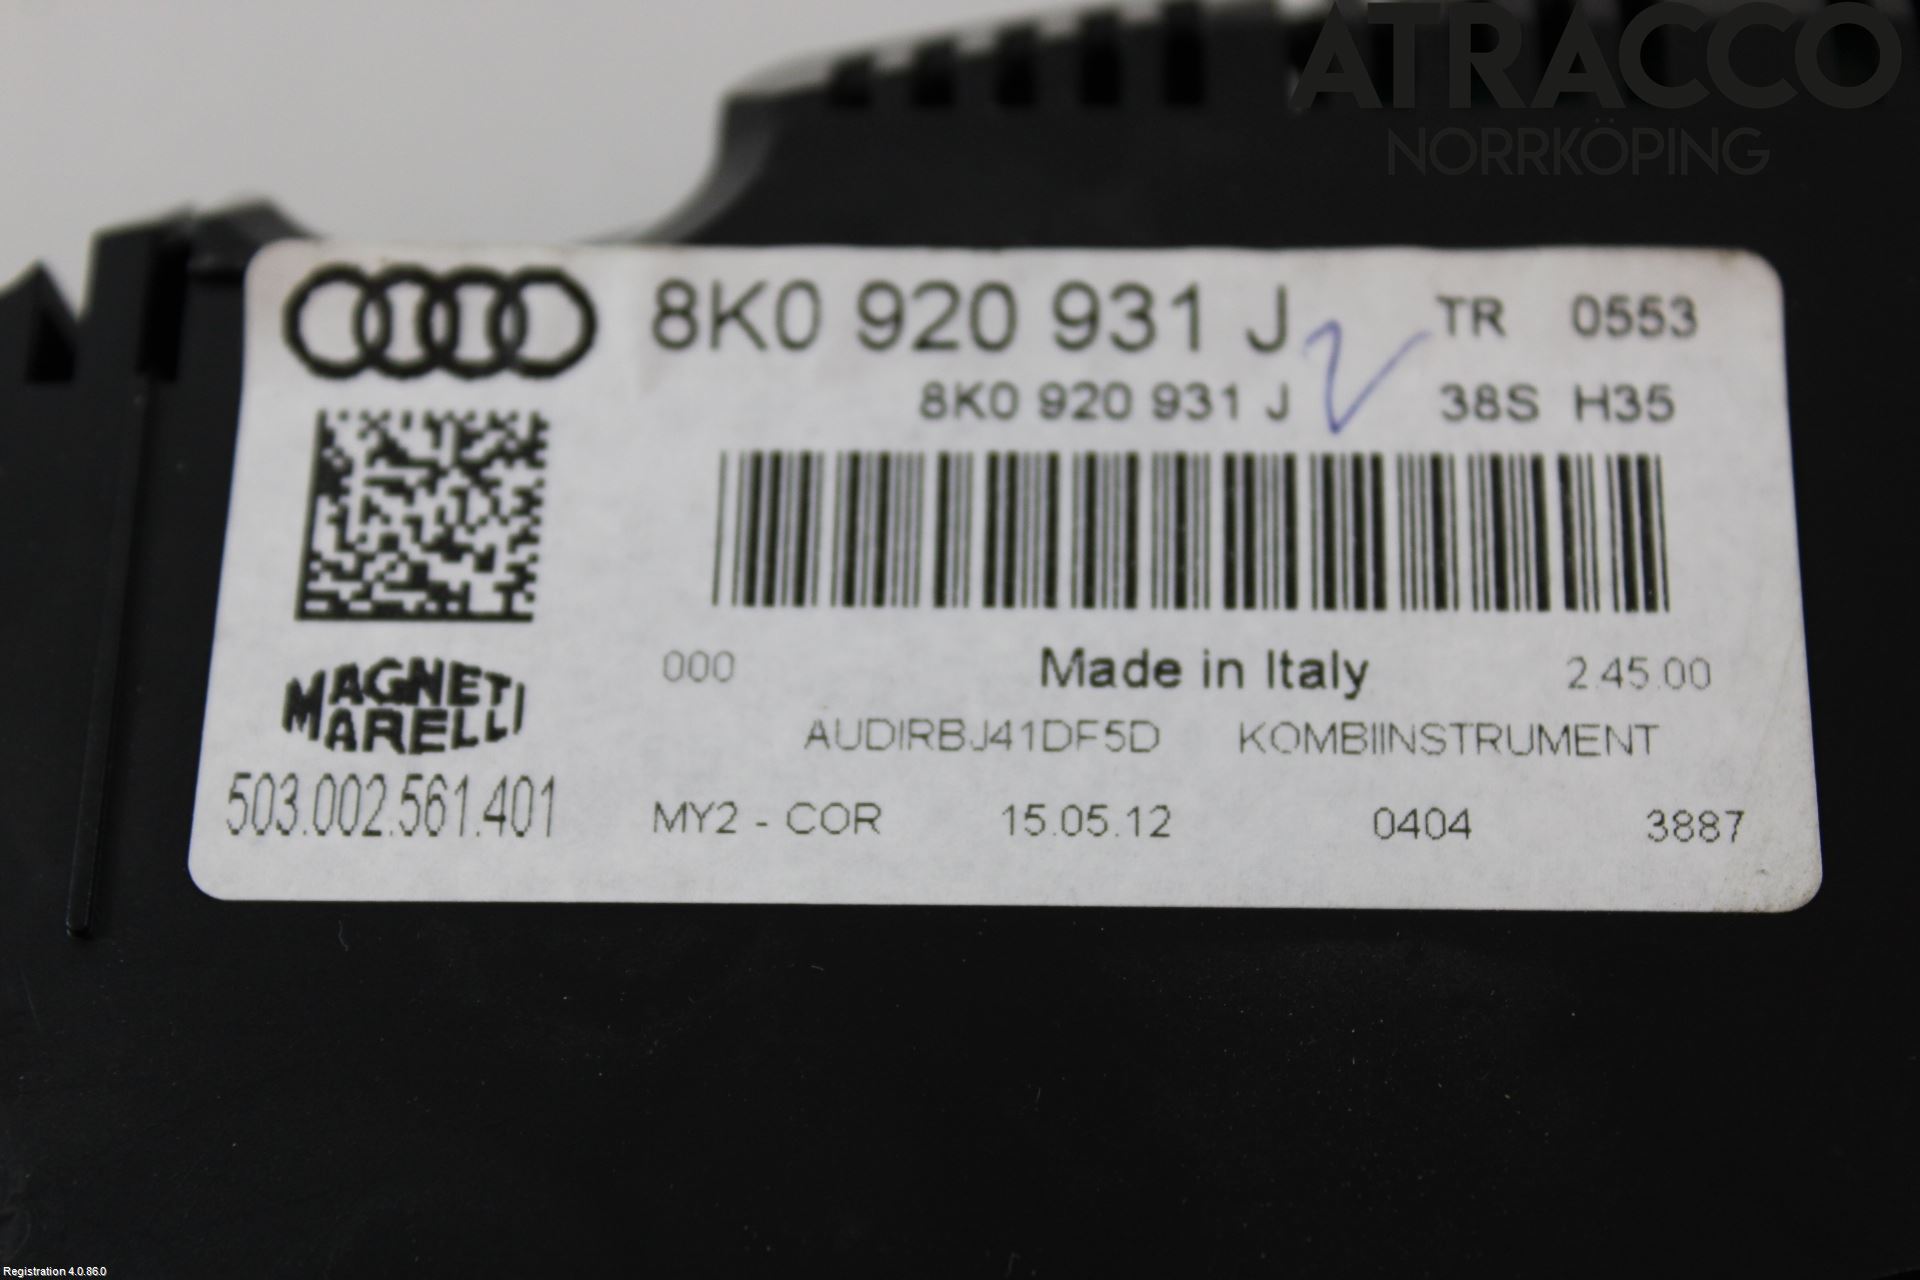 ATRACCO
NORRKÖPING
8K0 920 931 J TR 0553
8K0 920 931 J 38S H35
000 Made in Italy 2.45.00
MAGNETI
MARELLI
AUDIRBJ41DF5D KOMBIINSTRUMENT
503.002.561.401 MY2 - COR 15.05.12 0404 3887
Registration 4.0.86.0